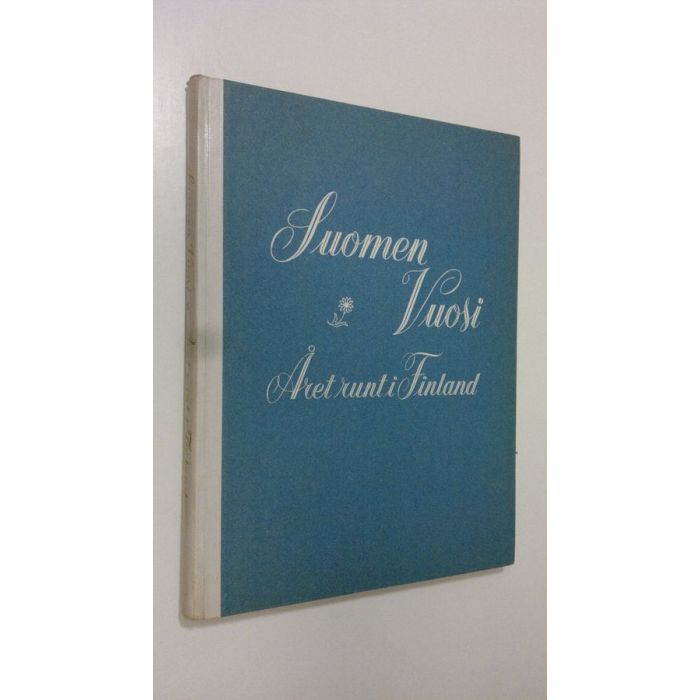 Suomen
Vuosi
Året runt i Finland